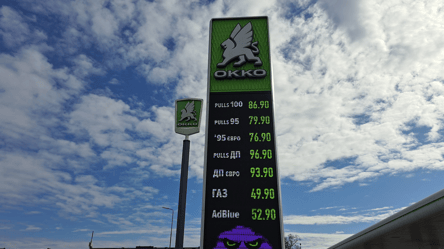 OKKO
PULLS 100 86.90
PULLS 95 79.90
'95 ЄВРО 76.90
PULLS ДП 96.90
ДП ЄВРО 93.90
ГАЗ 49.90
AdBlue 52.90
OKKO